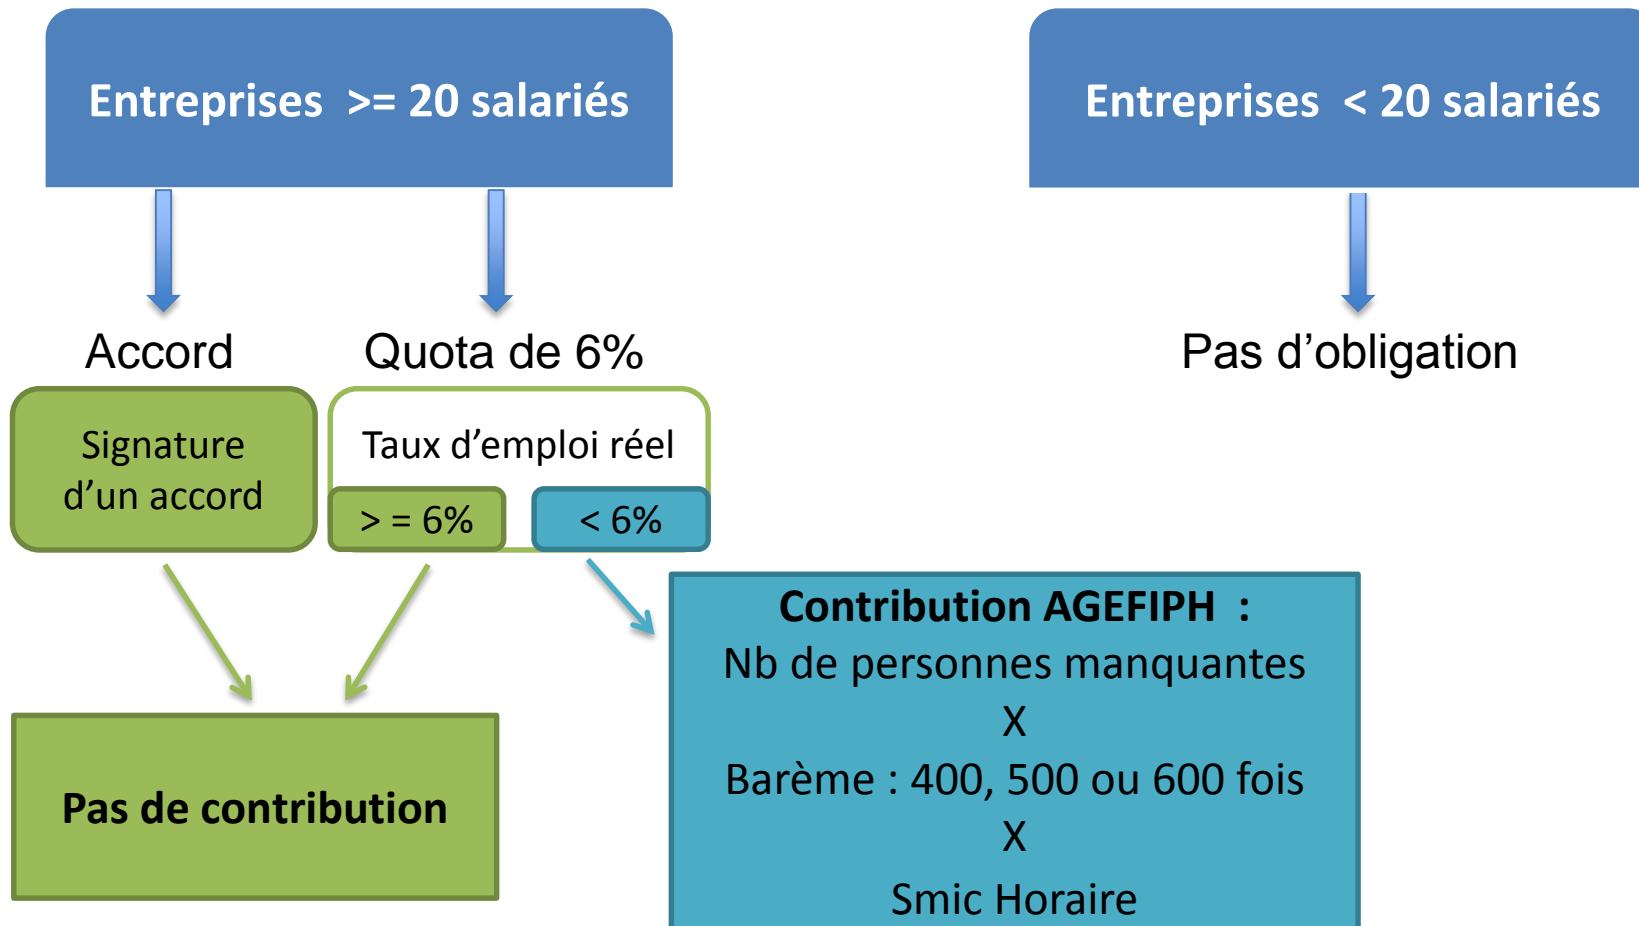 Entreprises >= 20 salariés
Entreprises < 20 salariés
Accord
Quota de 6%
Pas d’obligation
Signature
d’un accord
Taux d’emploi réel
> = 6%
< 6%
Contribution AGEFIPH :
Nb de personnes manquantes
X
Barème : 400, 500 ou 600 fois
X
Smic Horaire
Pas de contribution